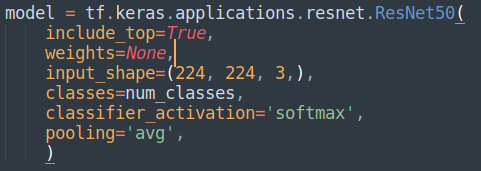 model = tf.keras.applications.resnet.ResNet50(
    include_top=True,
    weights=None,
    input_shape=(224, 224, 3,),
    classes=num_classes,
    classifier_activation='softmax',
    pooling='avg',
    )